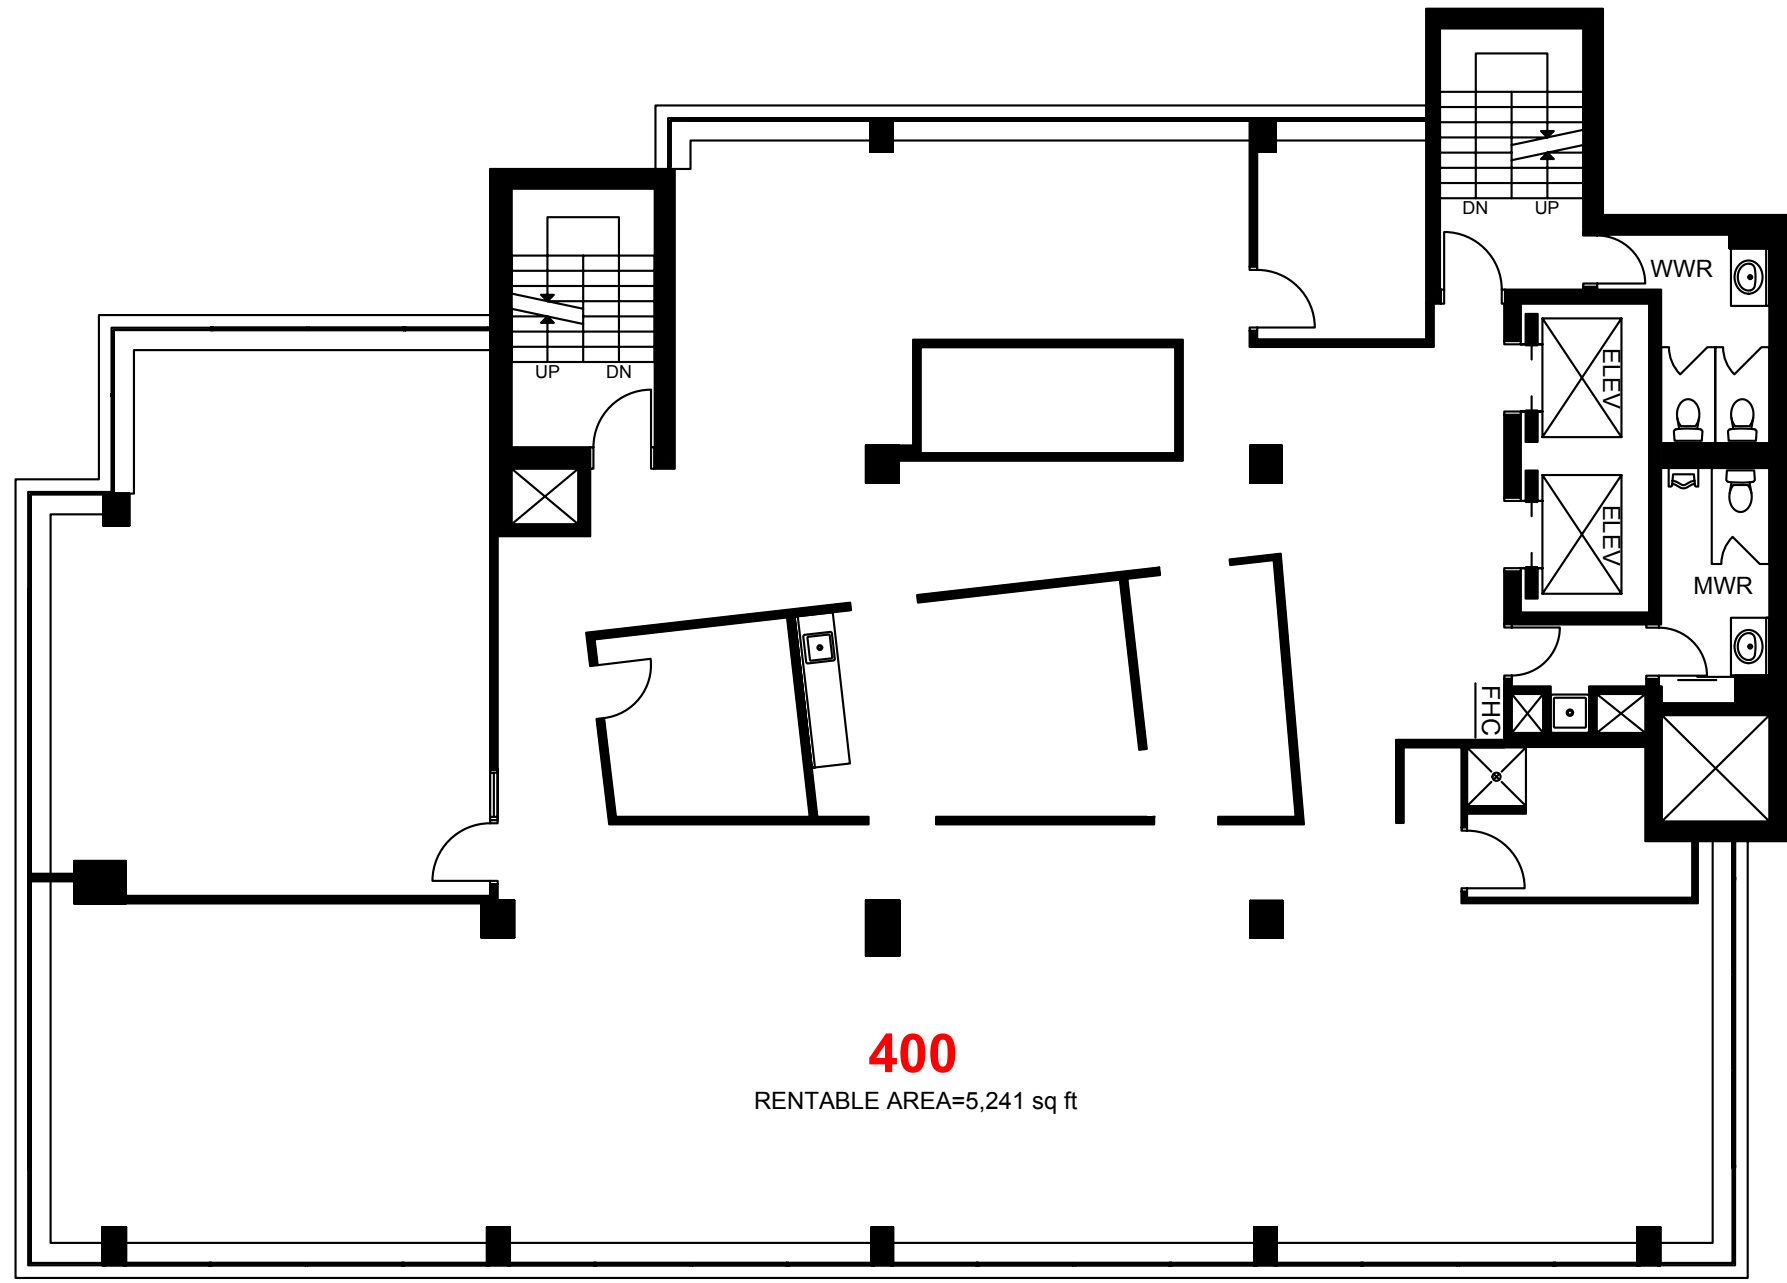 DN UP
WWR
UP DN
ELEV
ELEV
MWR
FHC
400
RENTABLE AREA=5,241 sq ft